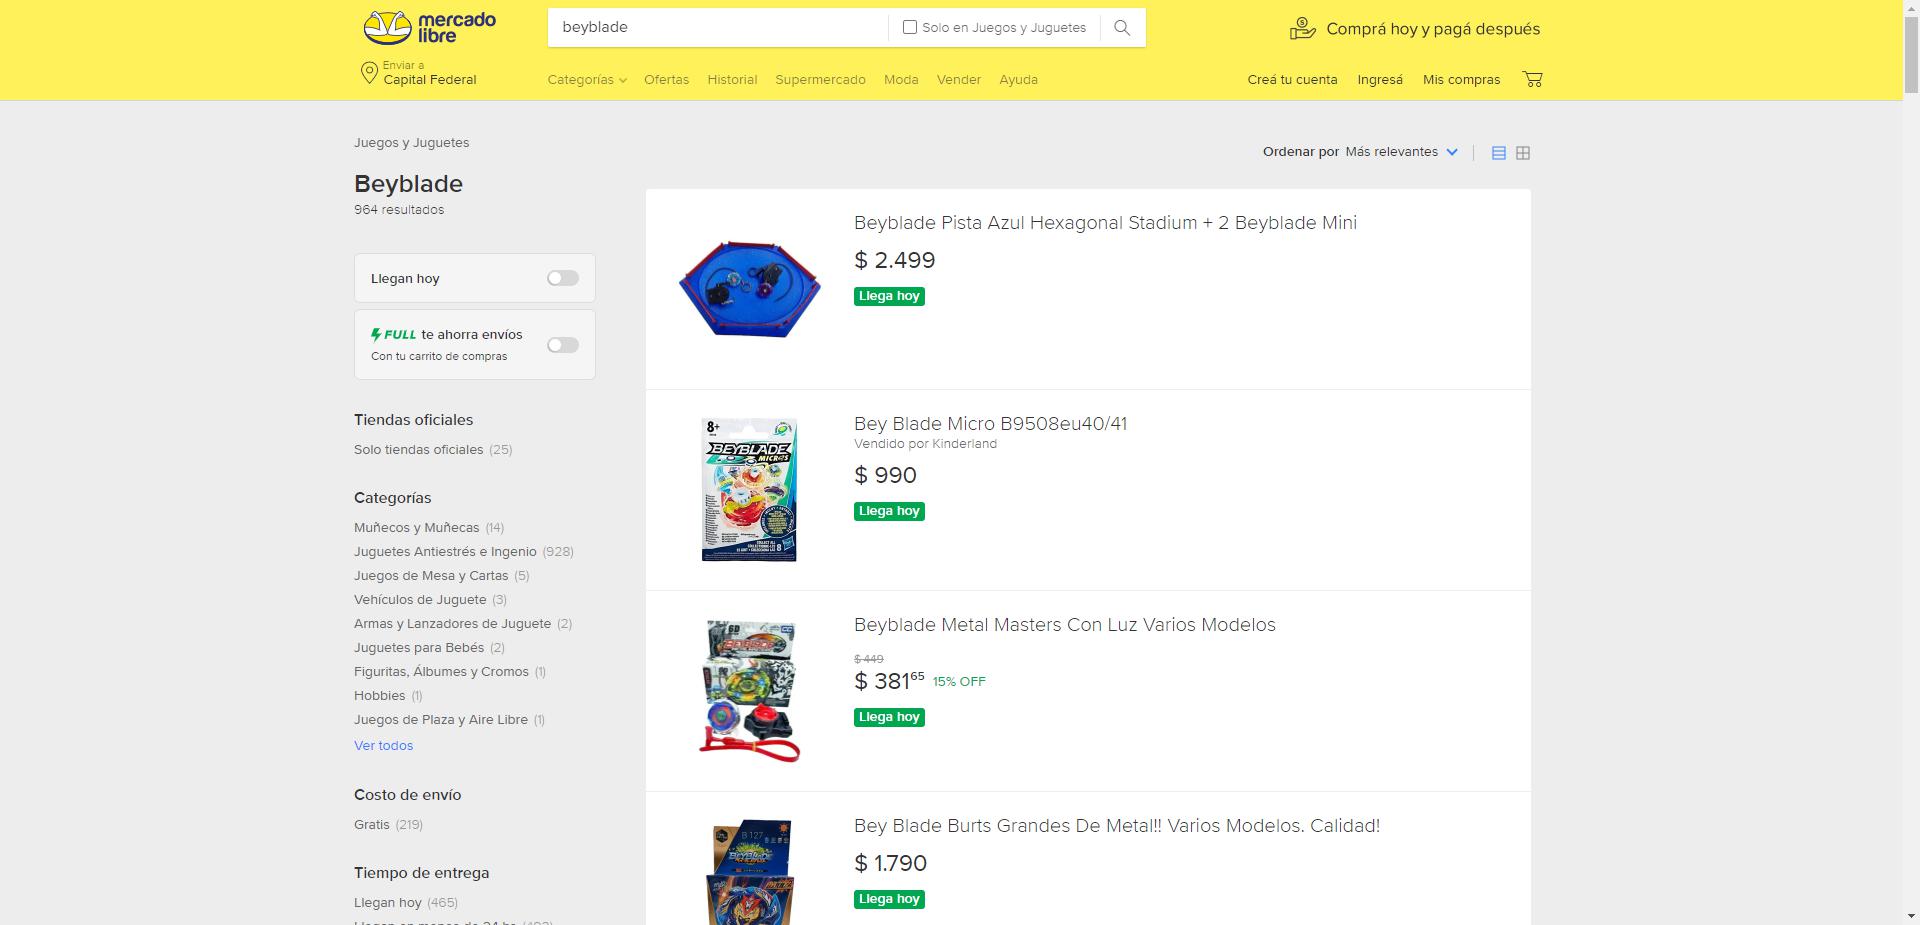 mercado
libre
beyblade
Solo en Juegos y Juguetes
Comprá hoy y pagá después
Enviar a
Capital Federal
Categorías
Ofertas
Historial
Supermercado
Moda
Vender
Ayuda
Creá tu cuenta
Ingresá
Mis compras
Juegos y Juguetes
Beyblade
964 resultados
Ordenar por Más relevantes
Llegan hoy
FULL te ahorra envíos
Con tu carrito de compras
Tiendas oficiales
Solo tiendas oficiales (25)
Categorías
Muñecos y Muñecas (14)
Juguetes Antiestrés e Ingenio (928)
Juegos de Mesa y Cartas (5)
Vehículos de Juguete (3)
Armas y Lanzadores de Juguete (2)
Juguetes para Bebés (2)
Figuritas, Álbumes y Cromos (1)
Hobbies (1)
Juegos de Plaza y Aire Libre (1)
Ver todos
Costo de envío
Gratis (219)
Tiempo de entrega
Llegan hoy (465)
Beyblade Pista Azul Hexagonal Stadium + 2 Beyblade Mini
$ 2.499
Llega hoy
8+
BEYBLADE
MICROS
Bey Blade Micro B9508eu40/41
Vendido por Kinderland
$ 990
Llega hoy
Beyblade Metal Masters Con Luz Varios Modelos
$ 449
$ 381 65 15% OFF
Llega hoy
B 127
BEYBLADE
Bey Blade Burts Grandes De Metal!! Varios Modelos. Calidad!
$ 1.790
Llega hoy